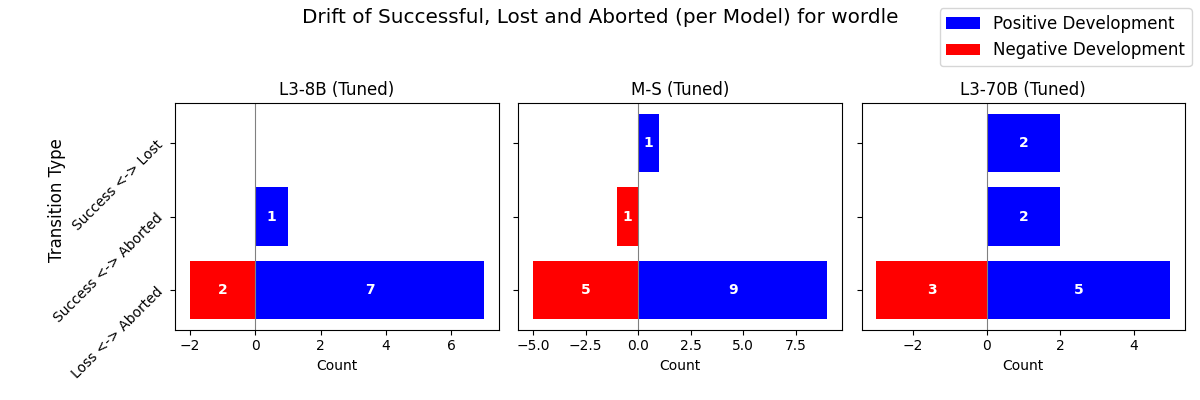 Drift of Successful, Lost and Aborted (per Model) for wordle
Positive Development
Negative Development
L3-8B (Tuned)
M-S (Tuned)
L3-70B (Tuned)
Transition Type
Success <-> Lost
Success <-> Aborted
Loss <-> Aborted
1
2
7
−2
0
2
4
6
Count
1
1
5
9
−5.0
−2.5
0.0
2.5
5.0
7.5
Count
2
2
3
5
−2
0
2
4
Count